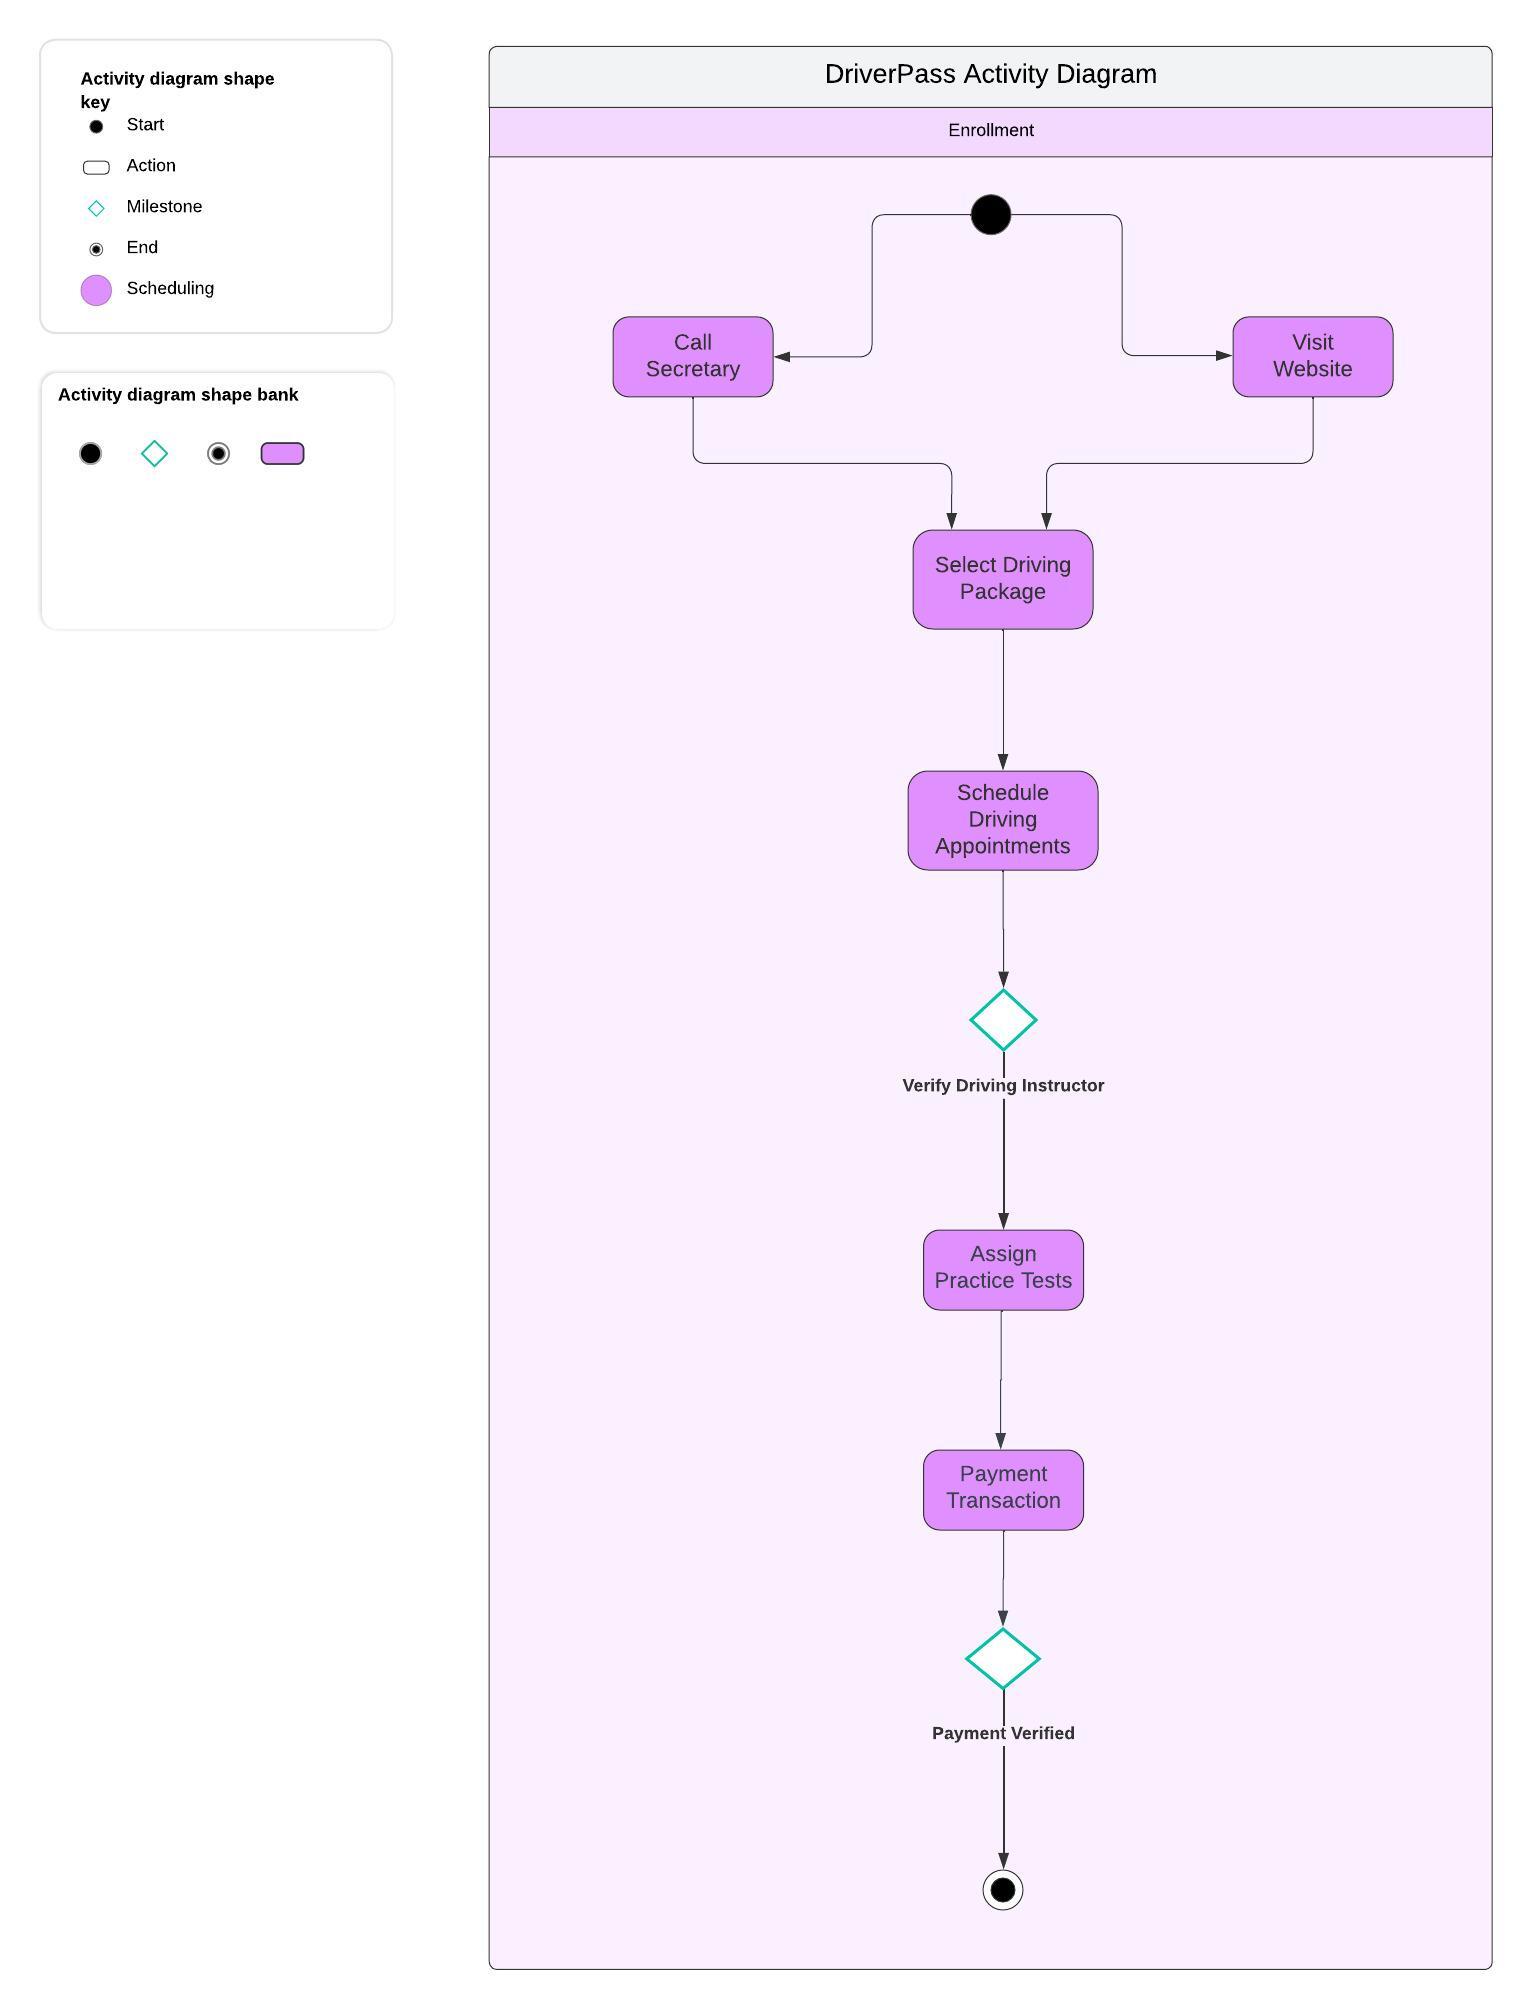 Activity diagram shape
key
Start
Action
Milestone
End
Scheduling
Activity diagram shape bank
DriverPass Activity Diagram
Enrollment
Call
Secretary
Visit
Website
Select Driving
Package
Schedule
Driving
Appointments
Verify Driving Instructor
Assign
Practice Tests
Payment
Transaction
Payment Verified